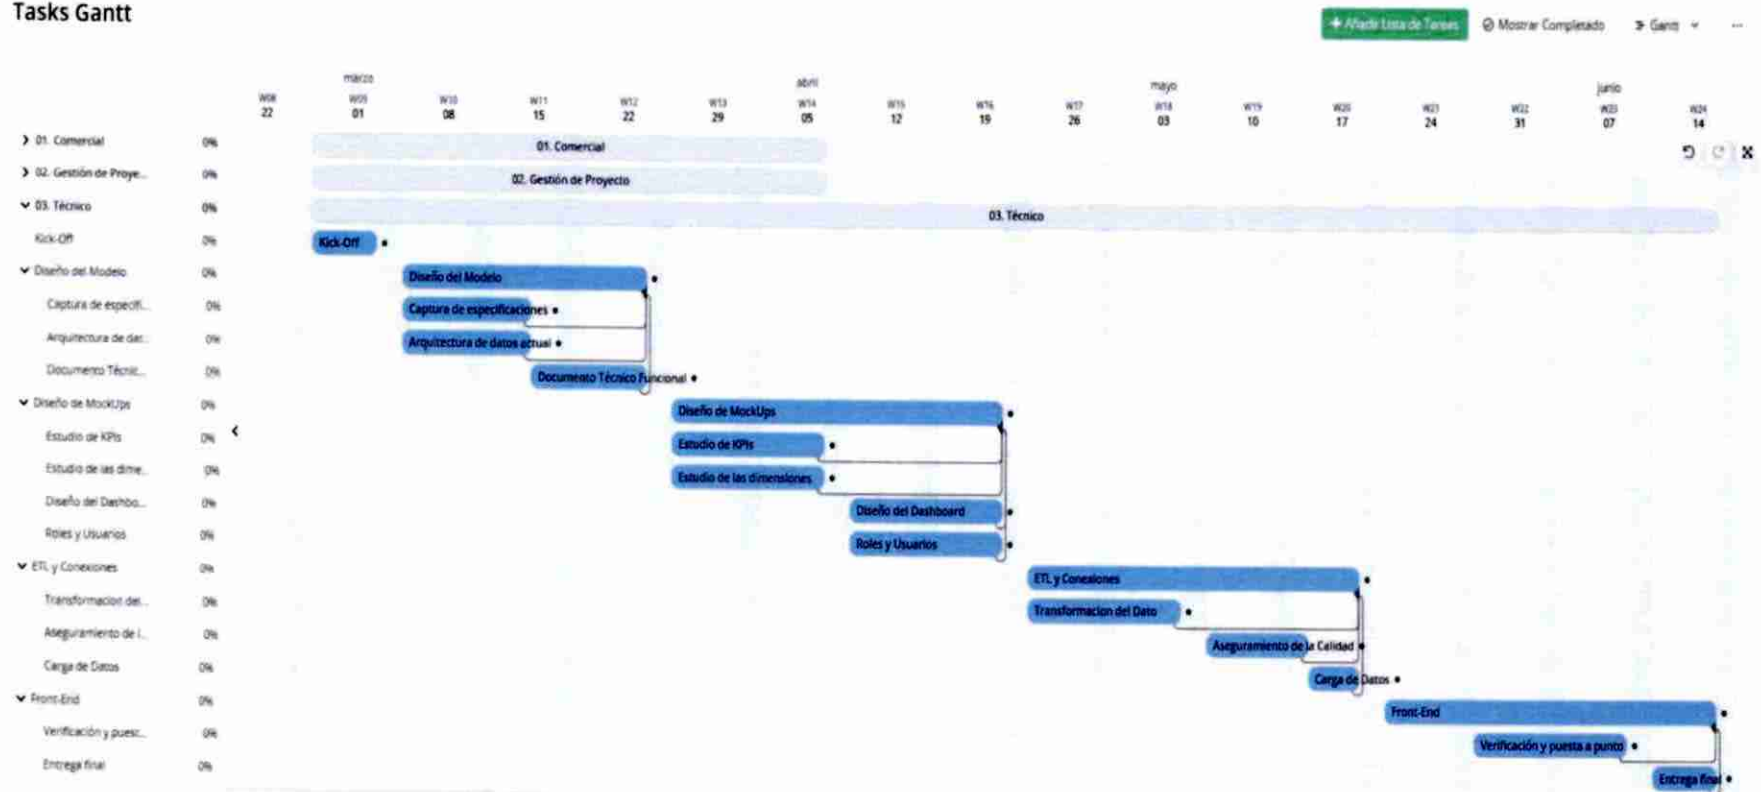 Tasks Gantt
+ Añadir Lista de Tareas Mostrar Completado Gantt ...
marzo abril mayo junio
W08 W09 W10 W11 W12 W13 W14 W15 W16 W17 W18 W19 W20 W21 W22 W23 W24
22 01 08 15 22 29 05 12 19 26 03 10 17 24 31 07 14
01. Comercial 0% 01. Comercial
02. Gestión de Proye... 0% 02. Gestión de Proyecto
03. Técnico 0% 03. Técnico
Kick-Off 0% Kick-Off
Diseño del Modelo 0% Diseño del Modelo
Captura de especifi... 0% Captura de especificaciones
Arquitectura de dat... 0% Arquitectura de datos actual
Documento Técnic... 0% Documento Técnico Funcional
Diseño de MockUps 0% Diseño de MockUps
Estudio de KPIs 0% Estudio de KPIs
Estudio de las dime... 0% Estudio de las dimensiones
Diseño del Dashbo... 0% Diseño del Dashboard
Roles y Usuarios 0% Roles y Usuarios
ETL y Conexiones 0% ETL y Conexiones
Transformacion del... 0% Transformacion del Dato
Aseguramiento de l... 0% Aseguramiento de la Calidad
Carga de Datos 0% Carga de Datos
Front-End 0% Front-End
Verificación y puest... 0% Verificación y puesta a punto
Entrega final 0% Entrega final